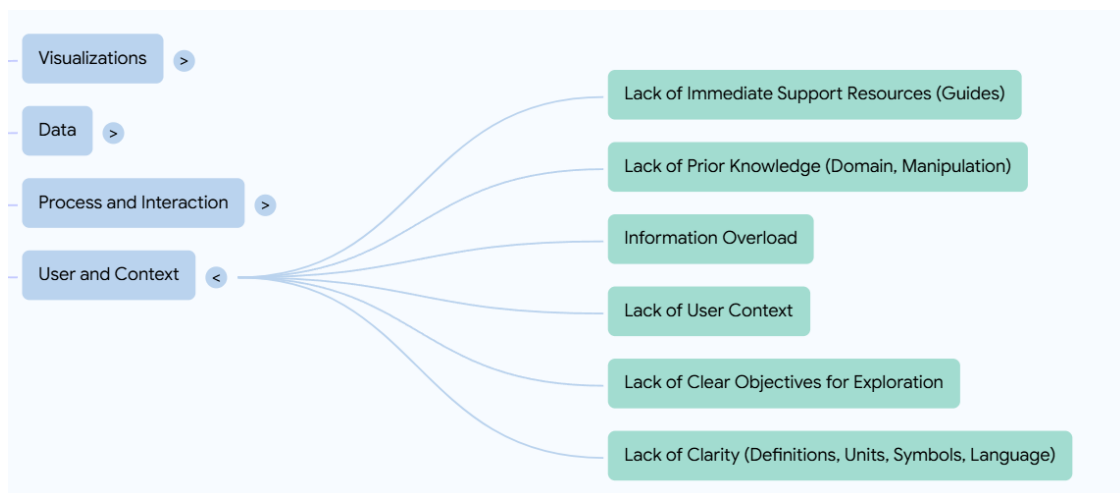 Visualizations >
Data >
Process and Interaction >
User and Context <
Lack of Immediate Support Resources (Guides)
Lack of Prior Knowledge (Domain, Manipulation)
Information Overload
Lack of User Context
Lack of Clear Objectives for Exploration
Lack of Clarity (Definitions, Units, Symbols, Language)